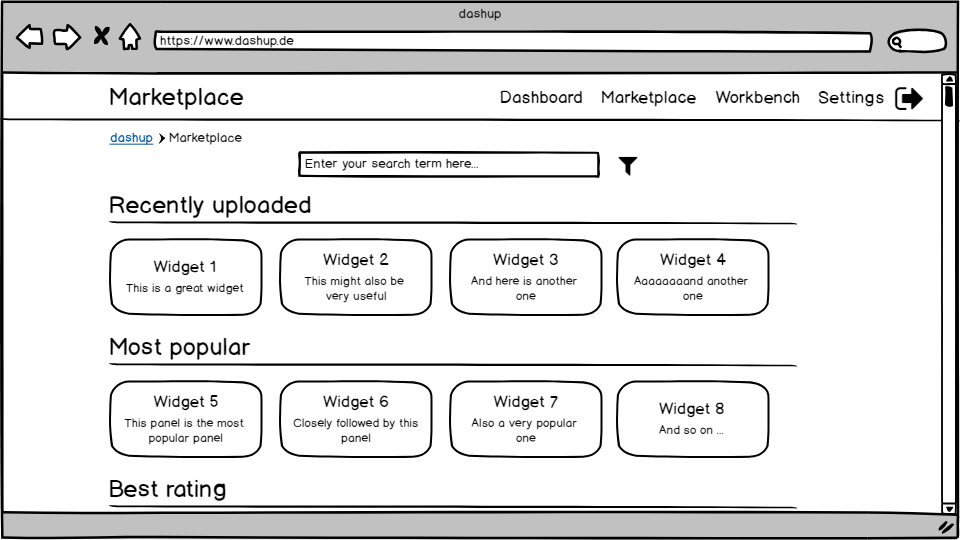 dashup
https://www.dashup.de
Marketplace
Dashboard Marketplace Workbench Settings
dashup Marketplace
Enter your search term here...
Recently uploaded
Widget 1
This is a great widget
Widget 2
This might also be
very useful
Widget 3
And here is another
one
Widget 4
Aaaaaaaand another
one
Most popular
Widget 5
This panel is the most
popular panel
Widget 6
Closely followed by this
panel
Widget 7
Also a very popular
one
Widget 8
And so on ...
Best rating